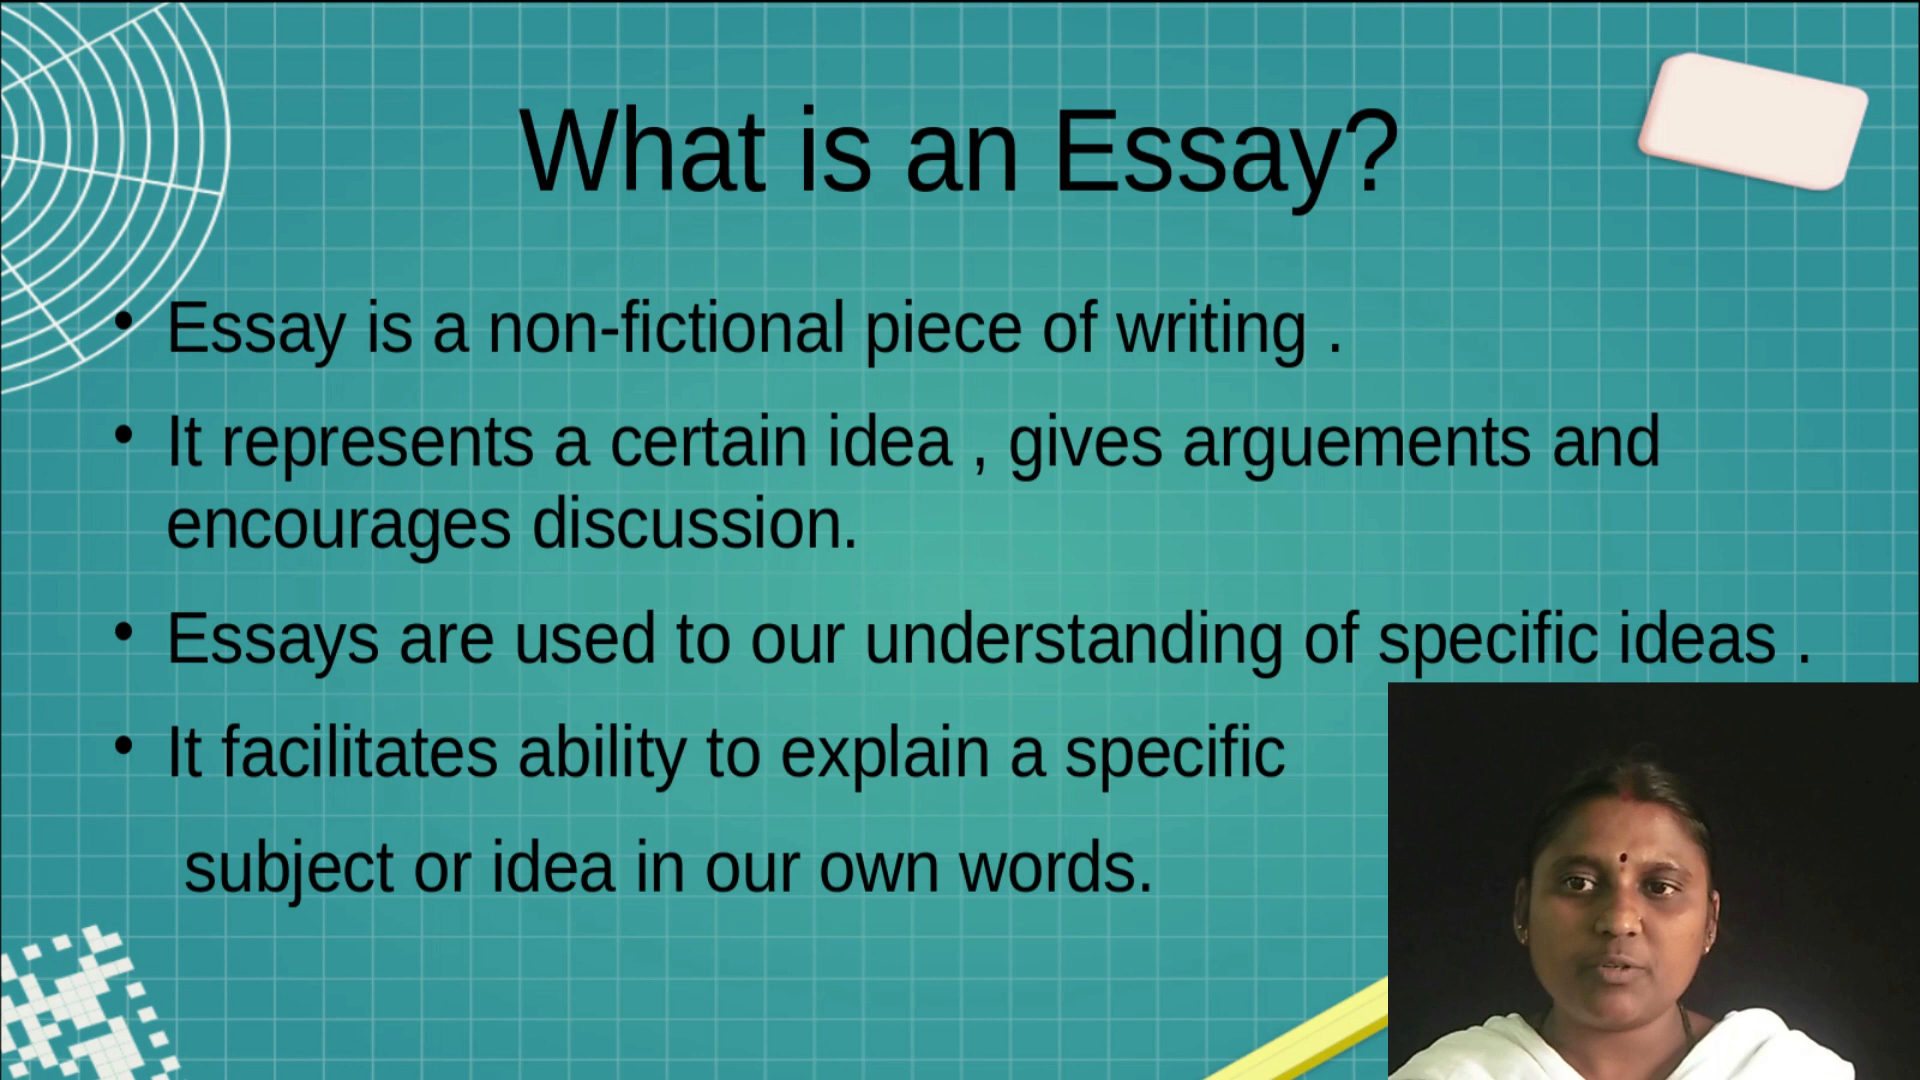 What is an Essay?
• Essay is a non-fictional piece of writing .
• It represents a certain idea , gives arguements and
encourages discussion.
• Essays are used to our understanding of specific ideas .
• It facilitates ability to explain a specific
subject or idea in our own words.